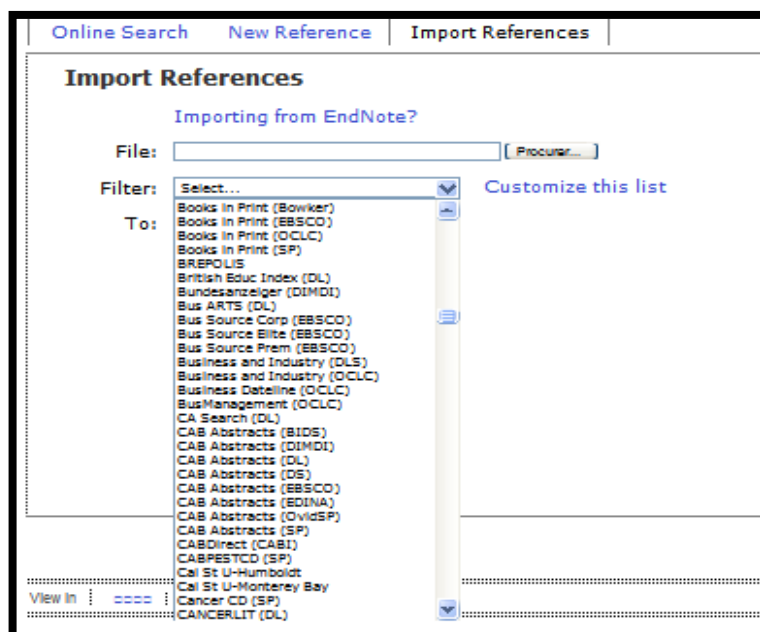 Online Search New Reference Import References
Import References
Importing from EndNote?
File: Procurar...
Filter: Select... Customize this list
To:
Books in Print (Bowker)
Books in Print (EBSCO)
Books in Print (OCLC)
Books in Print (SP)
BREPOLIS
British Educ Index (DL)
Bundesanzeiger (DIMDI)
Bus ARTS (DL)
Bus Source Corp (EBSCO)
Bus Source Elite (EBSCO)
Bus Source Prem (EBSCO)
Business and Industry (DLS)
Business and Industry (OCLC)
Business Dateline (OCLC)
BusManagement (OCLC)
CA Search (DL)
CAB Abstracts (BIDS)
CAB Abstracts (DIMDI)
CAB Abstracts (DL)
CAB Abstracts (DS)
CAB Abstracts (EBSCO)
CAB Abstracts (EDINA)
CAB Abstracts (OvidSP)
CAB Abstracts (SP)
CABDirect (CABI)
CABPESTCD (SP)
Cal St U-Humboldt
Cal St U-Monterey Bay
Cancer CD (SP)
CANCERLIT (DL)
View in